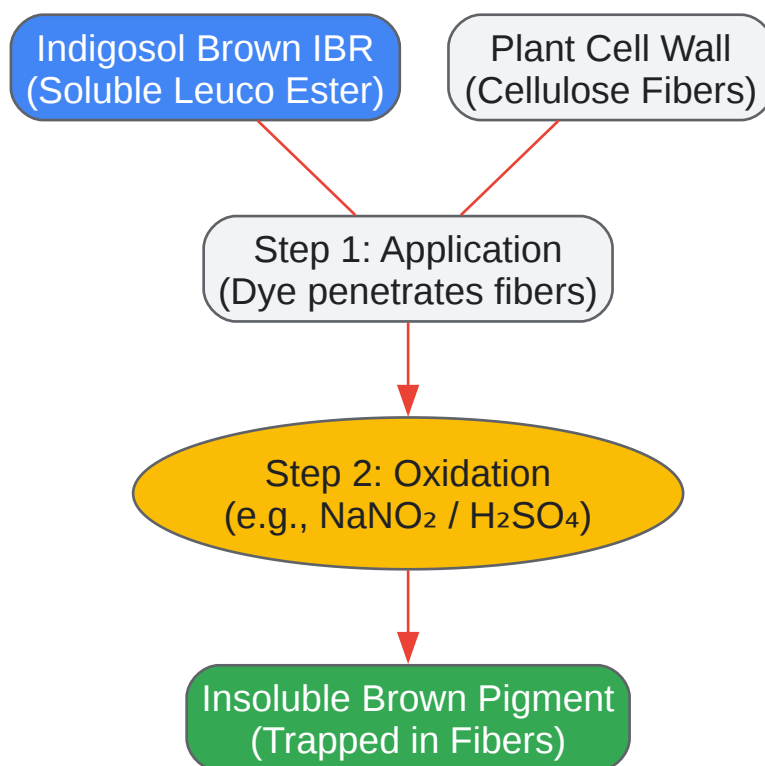 Indigosol Brown IBR
(Soluble Leuco Ester)
Plant Cell Wall
(Cellulose Fibers)
Step 1: Application
(Dye penetrates fibers)
Step 2: Oxidation
(e.g., NaNO₂ / H₂SO₄)
Insoluble Brown Pigment
(Trapped in Fibers)